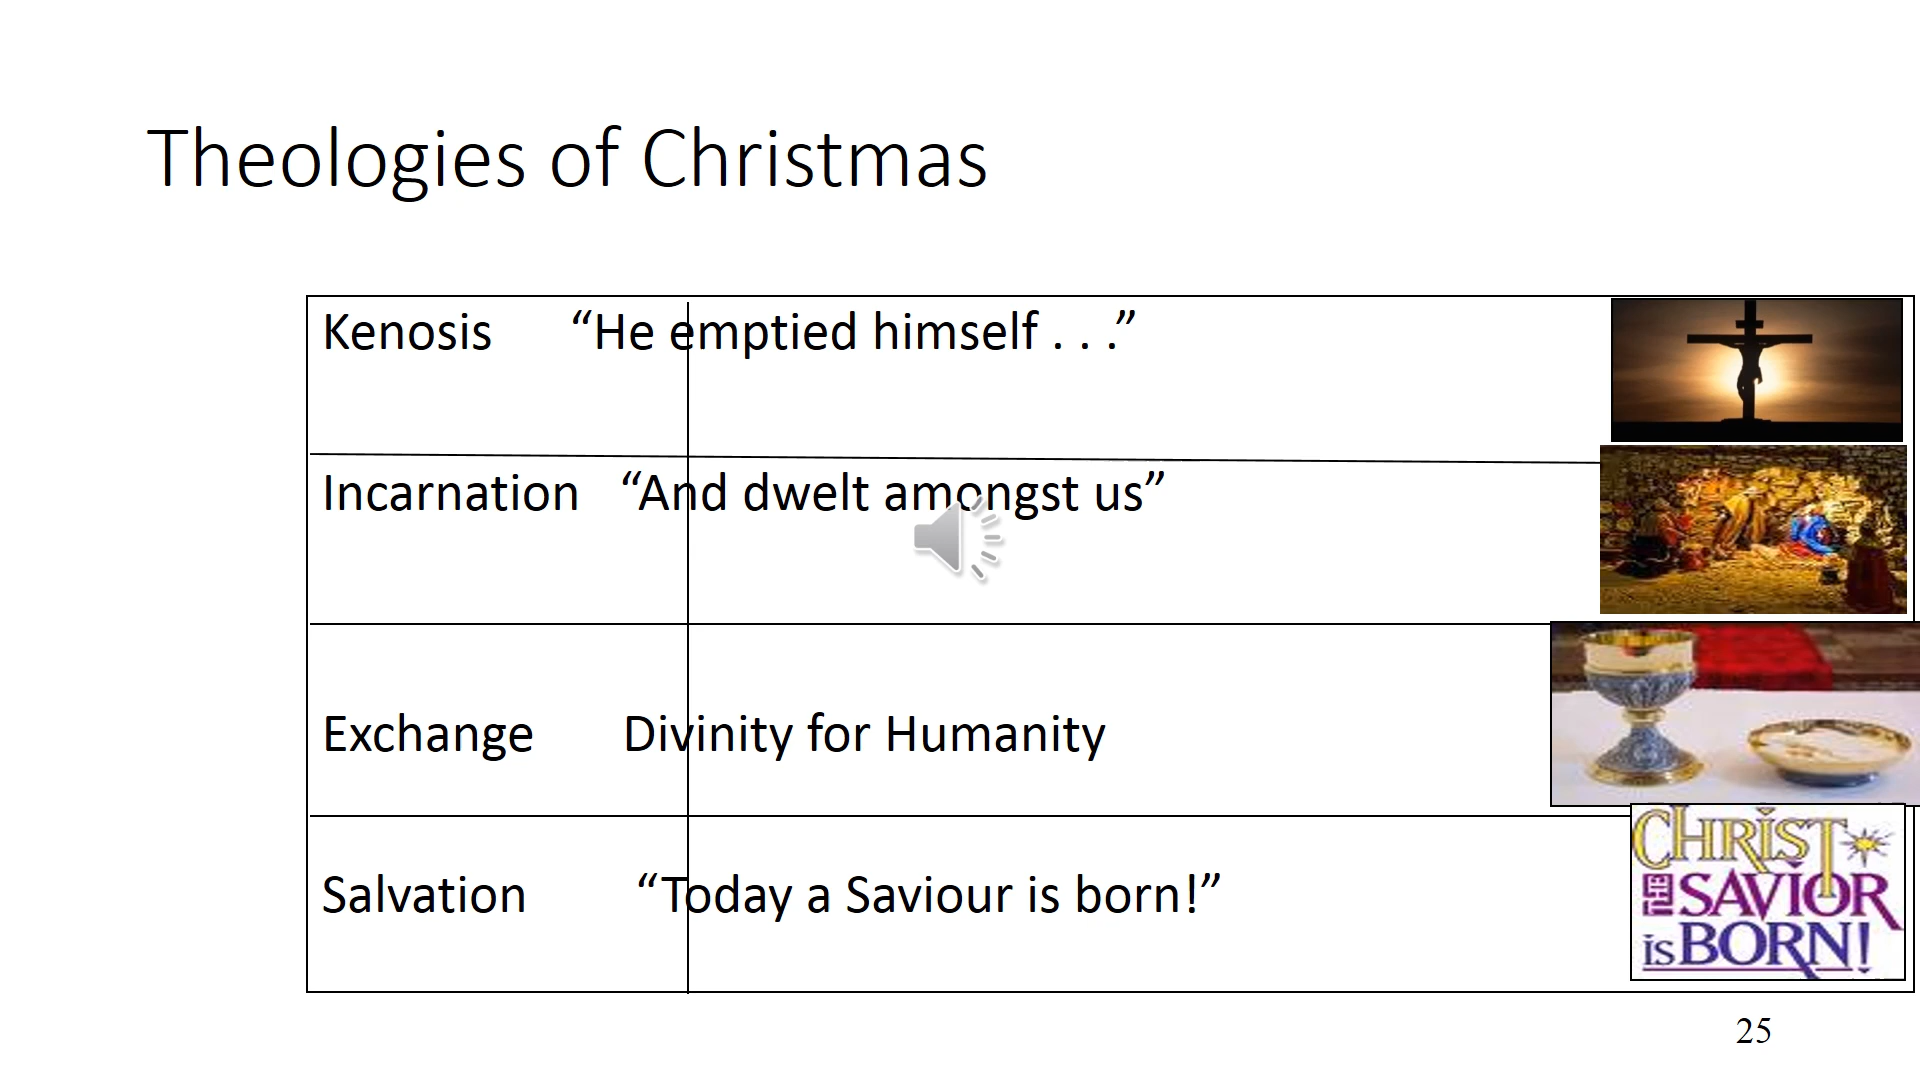 Theologies of Christmas
Kenosis “He emptied himself . . .”
Incarnation “And dwelt amongst us”
Exchange Divinity for Humanity
Salvation “Today a Saviour is born!”
CHRIST
THE SAVIOR
is BORN!
25